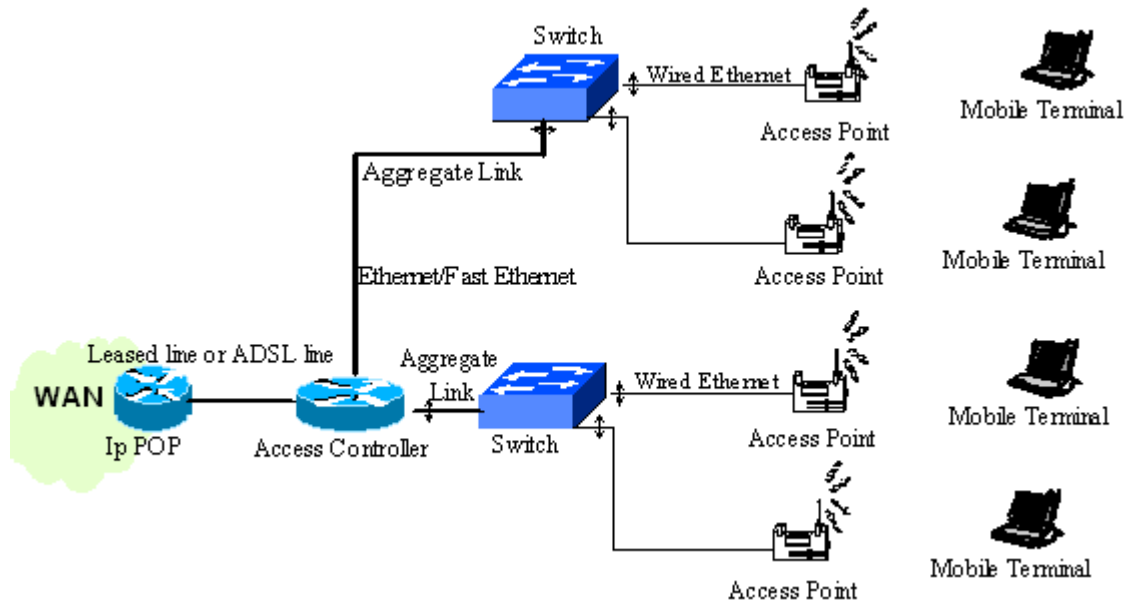 Switch
Wired Ethernet
Access Point
Mobile Terminal
Aggregate Link
Access Point
Mobile Terminal
Ethernet/Fast Ethernet
Leased line or ADSL line
WAN
Ip POP
Access Controller
Aggregate
Link
Switch
Wired Ethernet
Access Point
Mobile Terminal
Access Point
Mobile Terminal